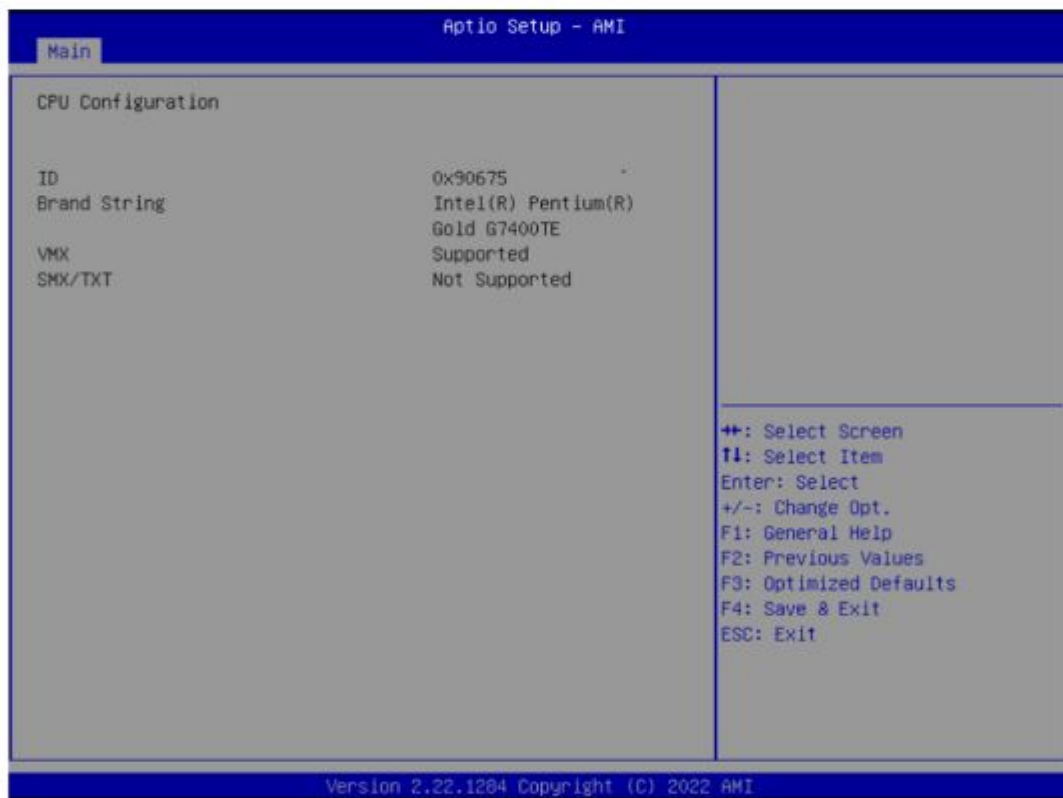 Aptio Setup – AMI
Main
CPU Configuration
ID 0x90675
Brand String Intel(R) Pentium(R)
Gold G7400TE
VMX Supported
SMX/TXT Not Supported
→←: Select Screen
↑↓: Select Item
Enter: Select
+/-: Change Opt.
F1: General Help
F2: Previous Values
F3: Optimized Defaults
F4: Save & Exit
ESC: Exit
Version 2.22.1284 Copyright (C) 2022 AMI